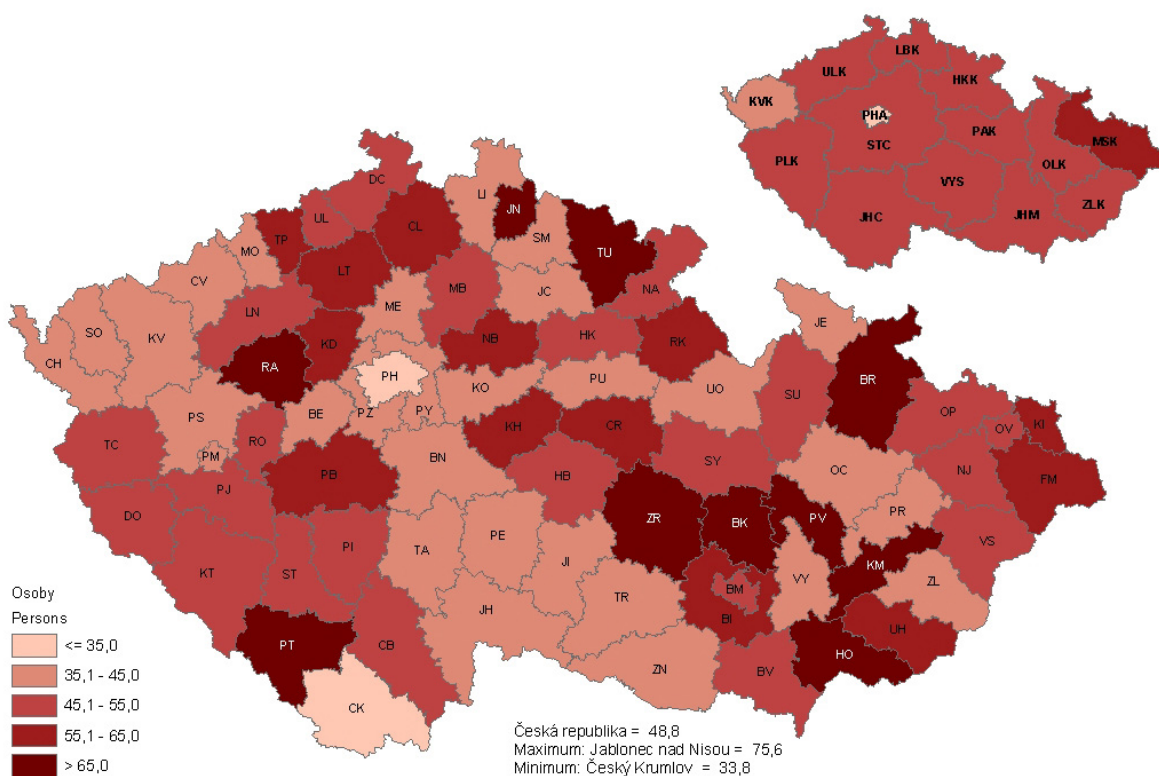 LBK
ULK
HKK
KVK
PHA
PAK
MSK
STC
OLK
PLK
VYS
ZLK
JHC
JHM
DC
LI
JN
UL
CL
SM
TP
TU
MO
LT
CV
ME
MB
JC
NA
LN
SO
KV
KD
NB
HK
RK
JE
CH
RA
PH
KO
PU
UO
BR
PS
BE
PZ
PY
SU
OP
TC
RO
KH
CR
OV
KI
PM
PB
BN
SY
OC
NJ
FM
PJ
HB
DO
ZR
BK
PV
PR
KT
ST
PI
TA
PE
JI
VS
VY
KM
ZL
TR
BM
BI
JH
UH
PT
CB
HO
ZN
BV
CK
Osoby
Persons
<= 35,0
35,1 - 45,0
45,1 - 55,0
55,1 - 65,0
> 65,0
Česká republika = 48,8
Maximum: Jablonec nad Nisou = 75,6
Minimum: Český Krumlov = 33,8